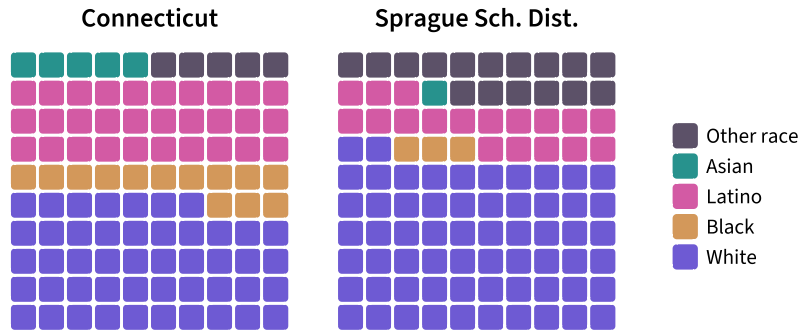 Connecticut
Sprague Sch. Dist.
Other race
Asian
Latino
Black
White